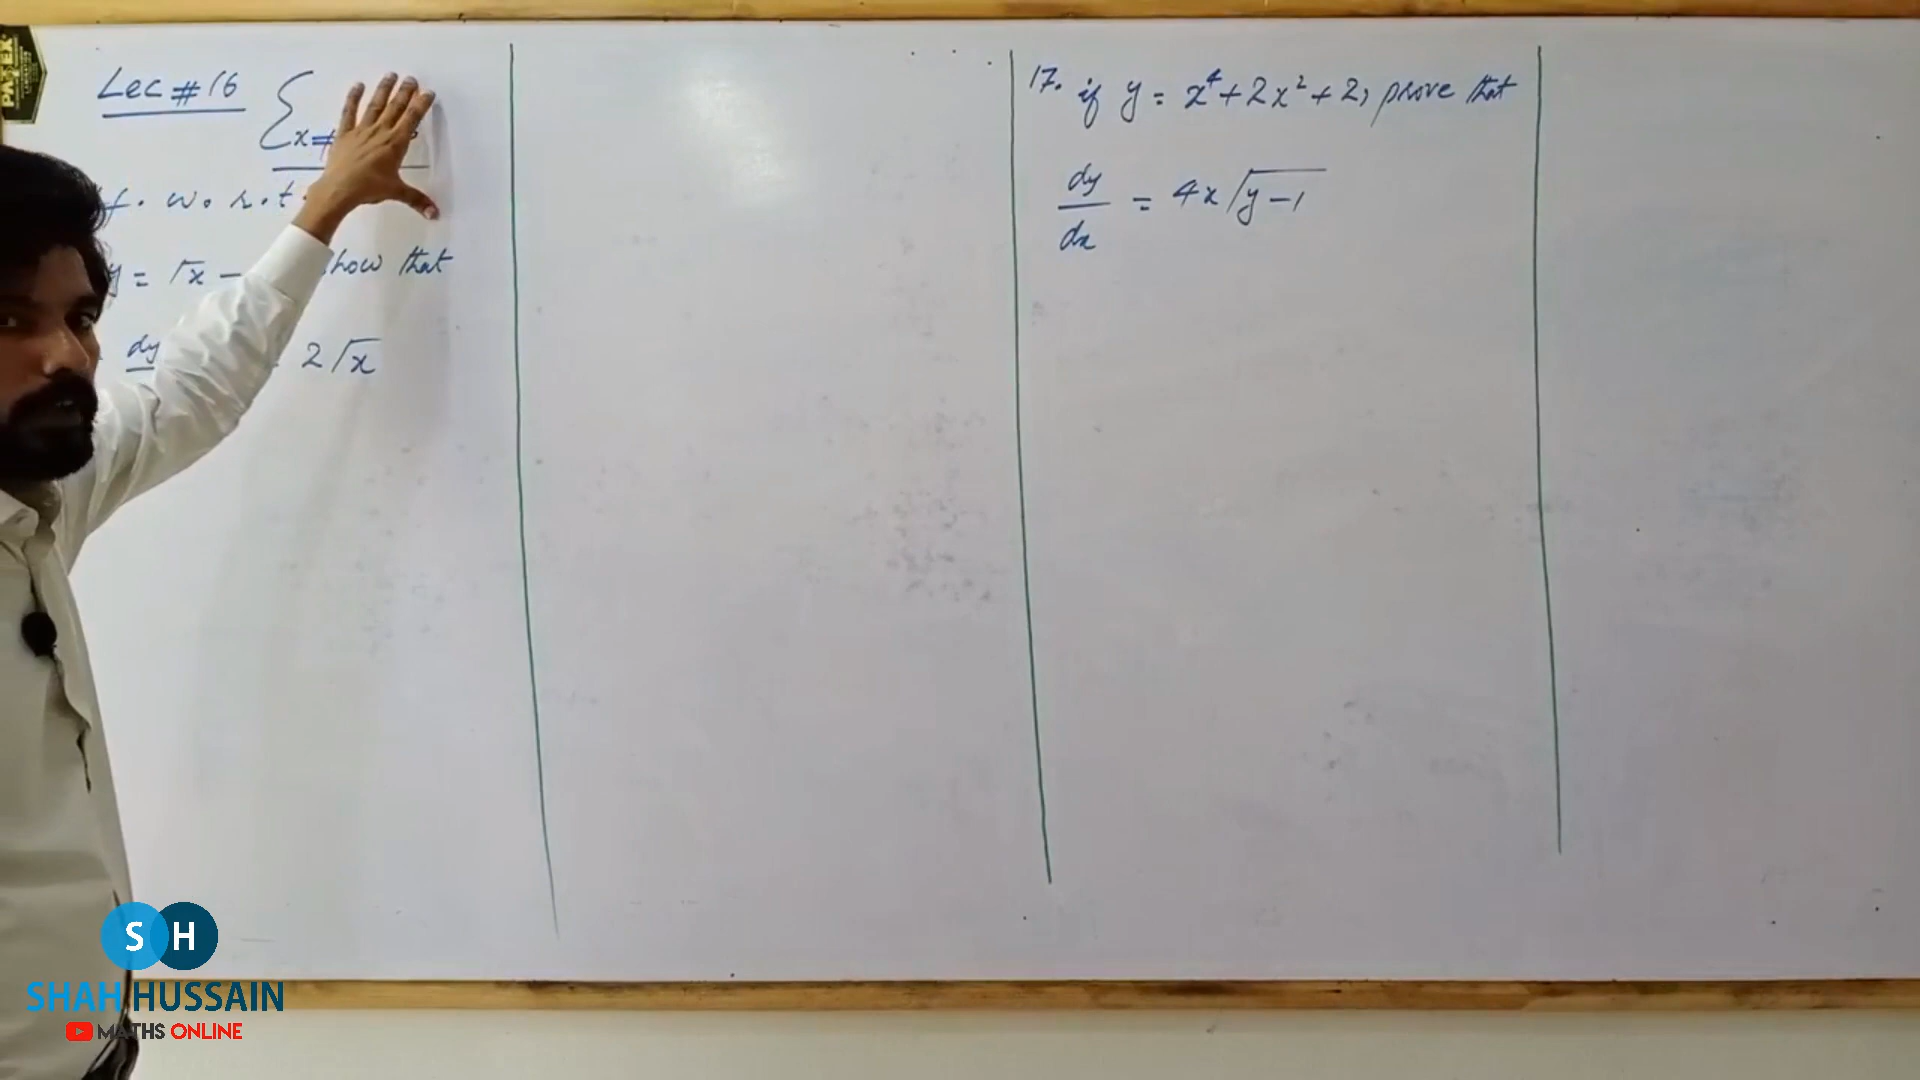 Lec # 16
x #
f. w. r. t.
y = √x - show that
dy = 2√x
17. if y = x⁴ + 2x² + 2, prove that
dy/dx = 4x√y-1
SH
SHAH HUSSAIN
MATHS ONLINE